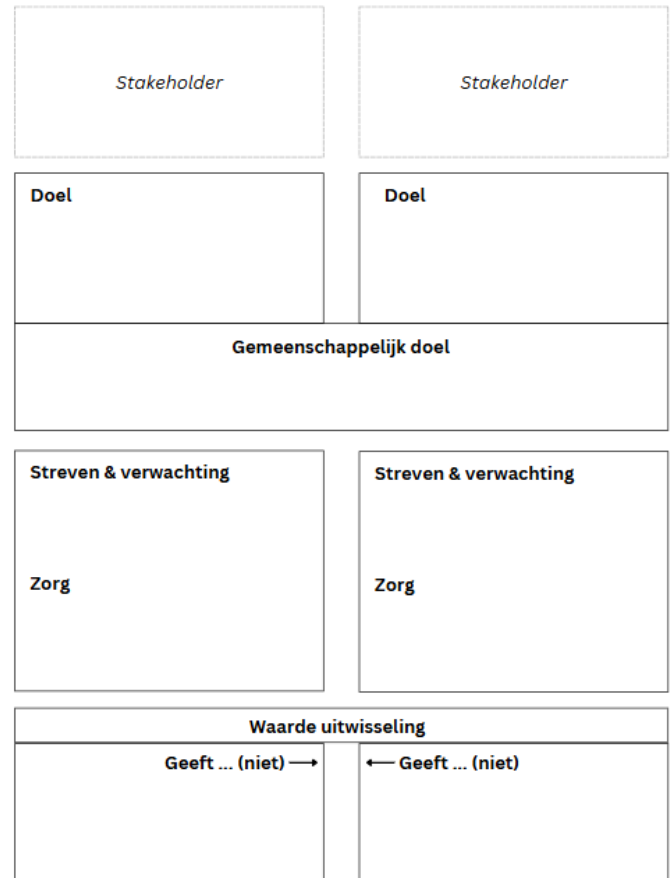 Stakeholder
Stakeholder
Doel
Doel
Gemeenschappelijk doel
Streven & verwachting
Streven & verwachting
Zorg
Zorg
Waarde uitwisseling
Geeft ... (niet)
Geeft ... (niet)